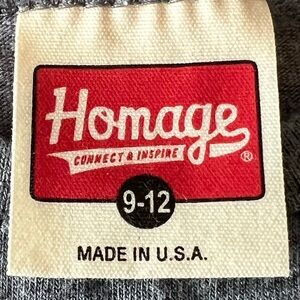 Homage
CONNECT & INSPIRE
®
9-12
MADE IN U.S.A.